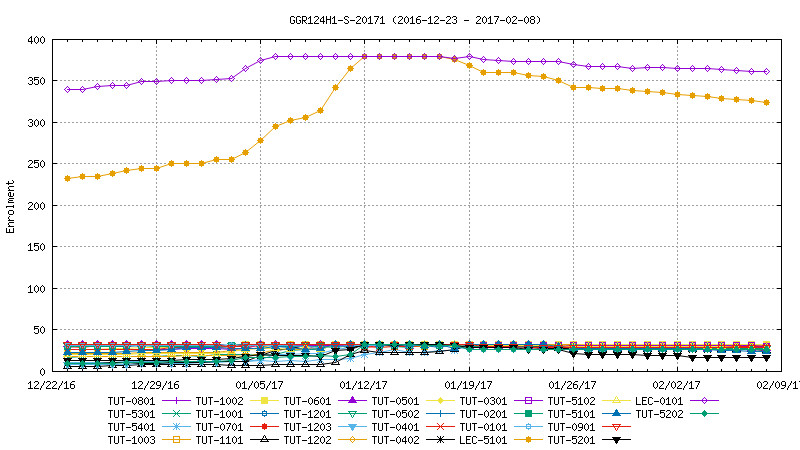 GGR124H1-S-20171 (2016-12-23 - 2017-02-08)
400
350
300
250
200
150
100
50
0
Enrolment
12/22/16 12/29/16 01/05/17 01/12/17 01/19/17 01/26/17 02/02/17 02/09/1
TUT-0801 TUT-1002 TUT-0601 TUT-0501 TUT-0301 TUT-5102 LEC-0101
TUT-5301 TUT-1001 TUT-1201 TUT-0502 TUT-0201 TUT-5101 TUT-5202
TUT-5401 TUT-0701 TUT-1203 TUT-0401 TUT-0101 TUT-0901
TUT-1003 TUT-1101 TUT-1202 TUT-0402 LEC-5101 TUT-5201